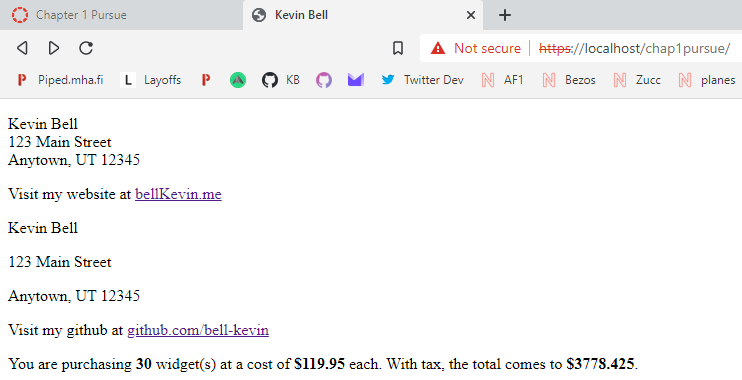 Chapter 1 Pursue
Kevin Bell
Not secure https://localhost/chap1pursue/
Piped.mha.fi L Layoffs KB Twitter Dev AF1 Bezos Zucc planes
Kevin Bell
123 Main Street
Anytown, UT 12345
Visit my website at bellKevin.me
Kevin Bell
123 Main Street
Anytown, UT 12345
Visit my github at github.com/bell-kevin
You are purchasing 30 widget(s) at a cost of $119.95 each. With tax, the total comes to $3778.425.